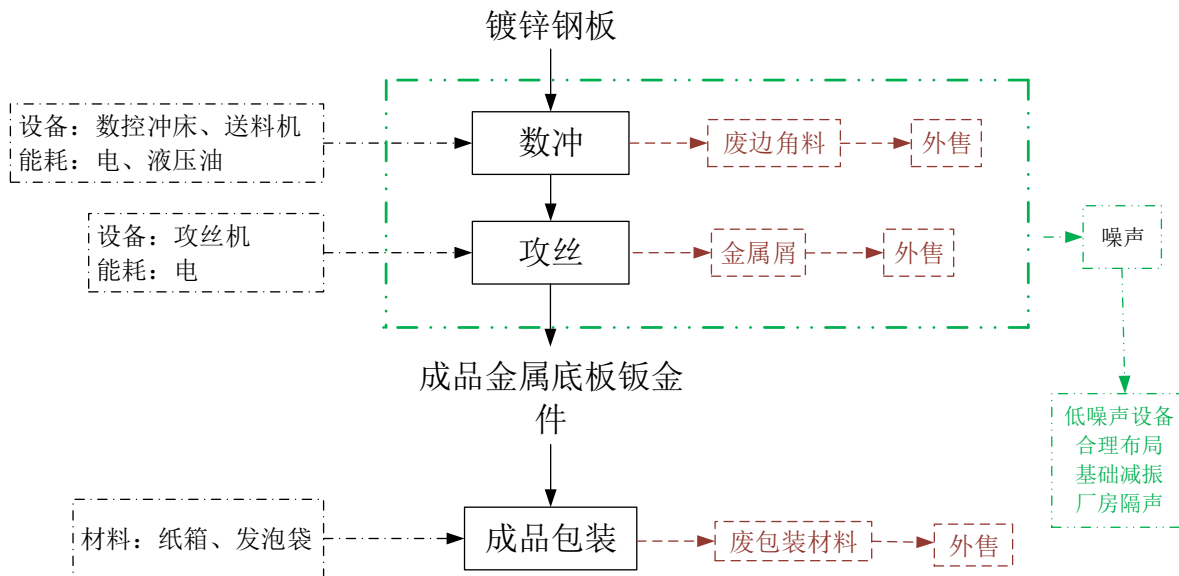 镀锌钢板
设备：数控冲床、送料机
能耗：电、液压油
数冲
废边角料
外售
设备：攻丝机
能耗：电
攻丝
金属屑
外售
噪声
成品金属底板钣金
件
低噪声设备
合理布局
基础减振
厂房隔声
材料：纸箱、发泡袋
成品包装
废包装材料
外售